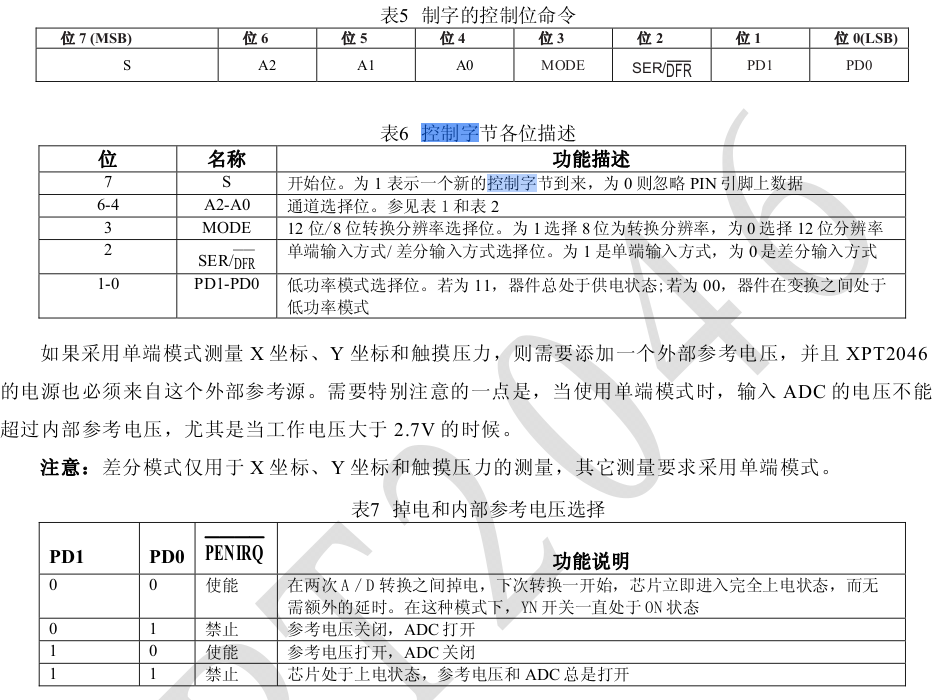 表5 制字的控制位命令
位 7 (MSB) 位 6 位 5 位 4 位 3 位 2 位 1 位 0(LSB)
S A2 A1 A0 MODE SER/DFR PD1 PD0
表6 控制字节各位描述
位 名称 功能描述
7 S 开始位。为 1 表示一个新的控制字节到来，为 0 则忽略 PIN 引脚上数据
6-4 A2-A0 通道选择位。参见表 1 和表 2
3 MODE 12 位/8 位转换分辨率选择位。为 1 选择 8 位为转换分辨率，为 0 选择 12 位分辨率
2 SER/DFR 单端输入方式/ 差分输入方式选择位。为 1 是单端输入方式，为 0 是差分输入方式
1-0 PD1-PD0 低功率模式选择位。若为 11，器件总处于供电状态;若为 00，器件在变换之间处于
低功率模式
如果采用单端模式测量 X 坐标、Y 坐标和触摸压力，则需要添加一个外部参考电压，并且 XPT2046
的电源也必须来自这个外部参考源。需要特别注意的一点是，当使用单端模式时，输入 ADC 的电压不能
超过内部参考电压，尤其是当工作电压大于 2.7V 的时候。
注意：差分模式仅用于 X 坐标、Y 坐标和触摸压力的测量，其它测量要求采用单端模式。
表7 掉电和内部参考电压选择
PD1 PD0 PENIRQ 功能说明
0 0 使能 在两次 A / D 转换之间掉电，下次转换一开始，芯片立即进入完全上电状态，而无
需额外的延时。在这种模式下，YN 开关一直处于 ON 状态
0 1 禁止 参考电压关闭，ADC 打开
1 0 使能 参考电压打开，ADC 关闭
1 1 禁止 芯片处于上电状态，参考电压和 ADC 总是打开
PT2046